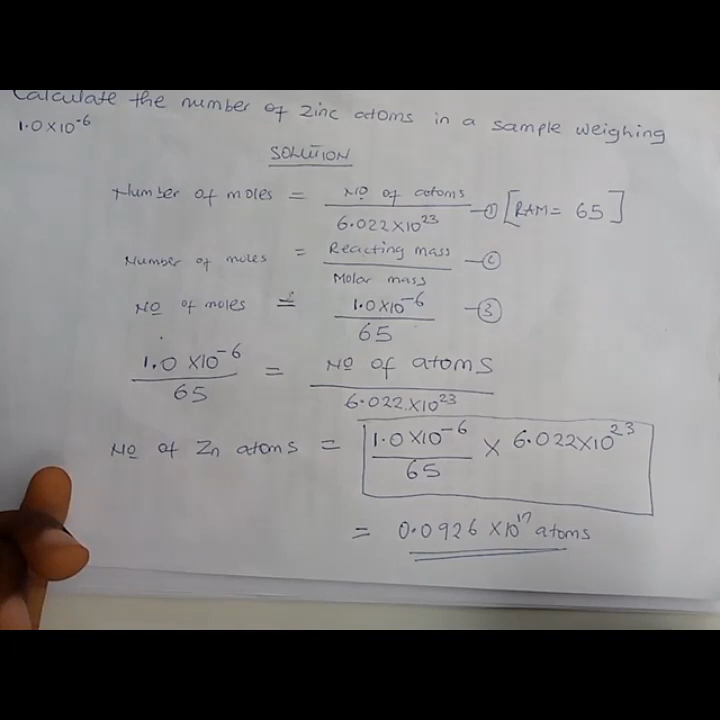 Calculate the number of zinc atoms in a sample weighing
1.0×10⁻⁶
SOLUTION
Number of moles = No of atoms / 6.022×10²³ —① [RAM = 65]
Number of moles = Reacting mass / Molar mass —②
No of moles = 1.0×10⁻⁶ / 65 —③
1.0×10⁻⁶ / 65 = No of atoms / 6.022×10²³
No of Zn atoms = 1.0×10⁻⁶ / 65 × 6.022×10²³
= 0.0926×10¹⁷ atoms